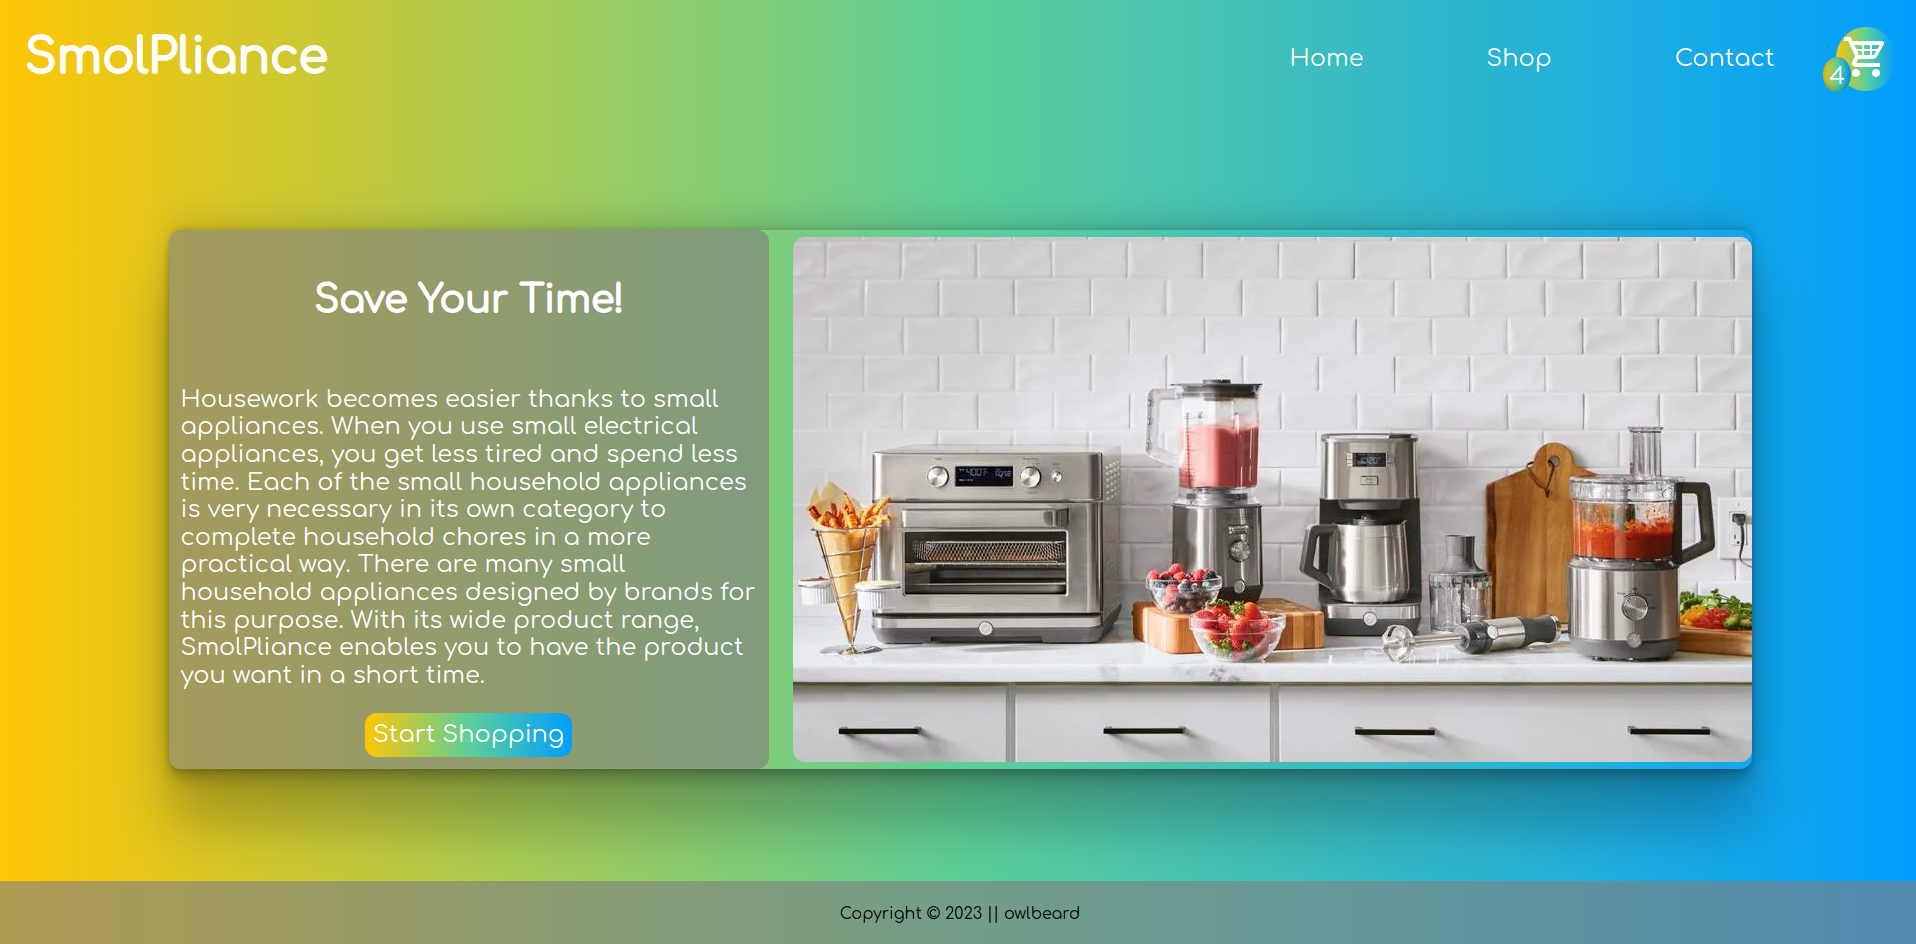 SmolPliance
Home
Shop
Contact
4
Save Your Time!
Housework becomes easier thanks to small
appliances. When you use small electrical
appliances, you get less tired and spend less
time. Each of the small household appliances
is very necessary in its own category to
complete household chores in a more
practical way. There are many small
household appliances designed by brands for
this purpose. With its wide product range,
SmolPliance enables you to have the product
you want in a short time.
Start Shopping
400°F
Copyright © 2023 || owlbeard